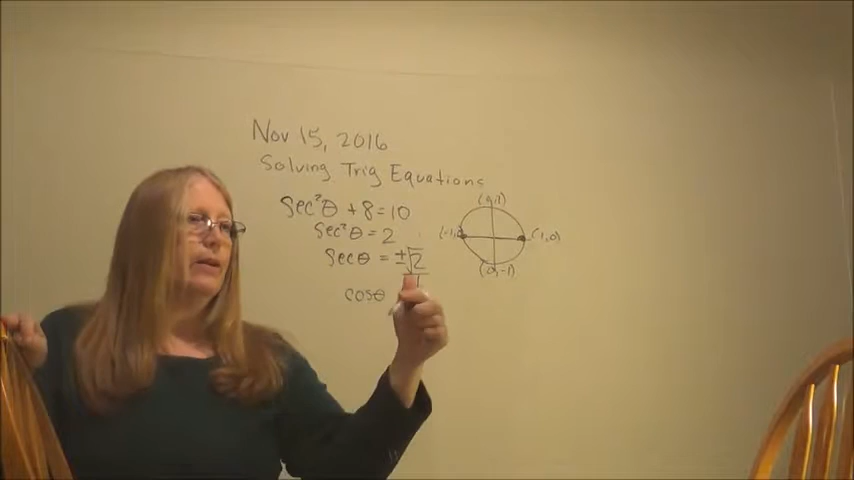 Nov 15, 2016
Solving Trig Equations
sec²θ + 8 = 10
sec²θ = 2
secθ = ±√2/1
cosθ
(0,1)
(-1,
(1,0)
(0,-1)